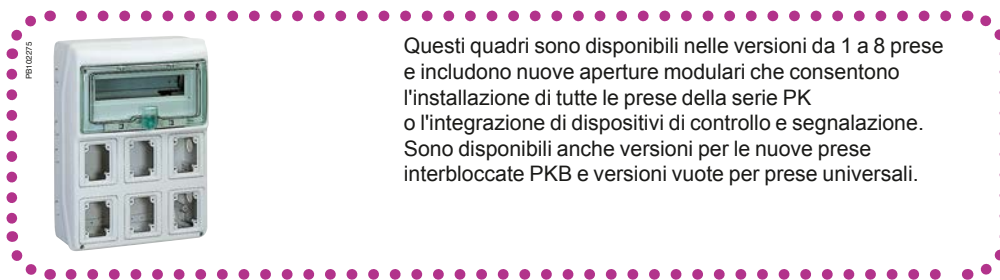 PB102275
Questi quadri sono disponibili nelle versioni da 1 a 8 prese
e includono nuove aperture modulari che consentono
l'installazione di tutte le prese della serie PK
o l'integrazione di dispositivi di controllo e segnalazione.
Sono disponibili anche versioni per le nuove prese
interbloccate PKB e versioni vuote per prese universali.